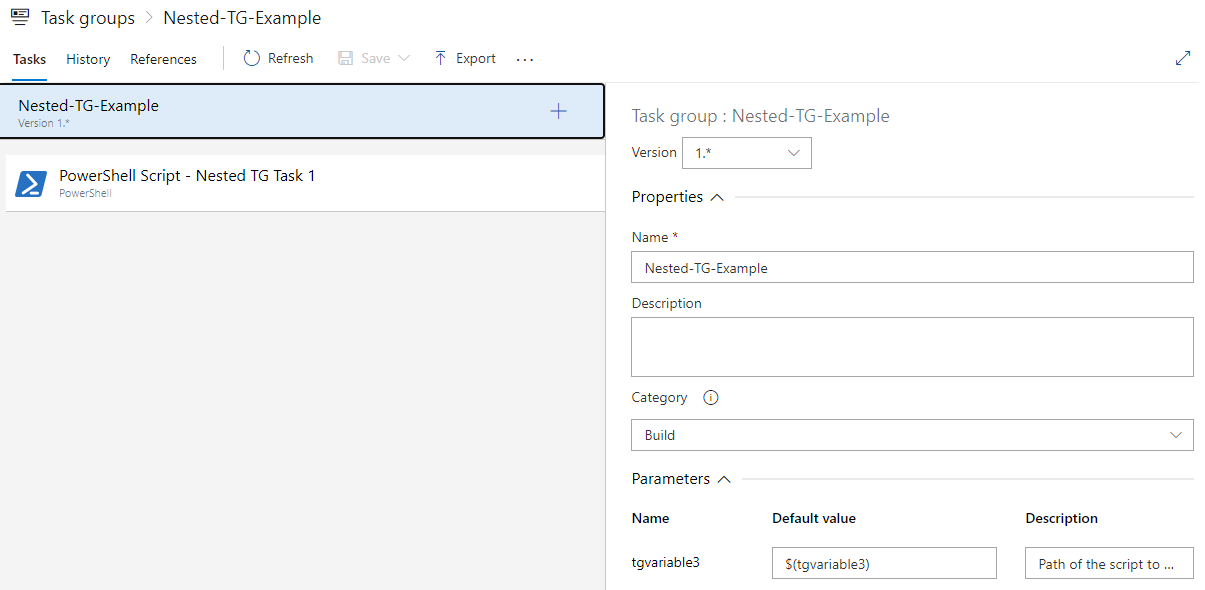 Task groups > Nested-TG-Example
Tasks History References Refresh Save Export ...
Nested-TG-Example
Version 1.*
PowerShell Script - Nested TG Task 1
PowerShell
Task group : Nested-TG-Example
Version 1.*
Properties
Name *
Nested-TG-Example
Description
Category
Build
Parameters
Name Default value Description
tgvariable3 $(tgvariable3) Path of the script to ...